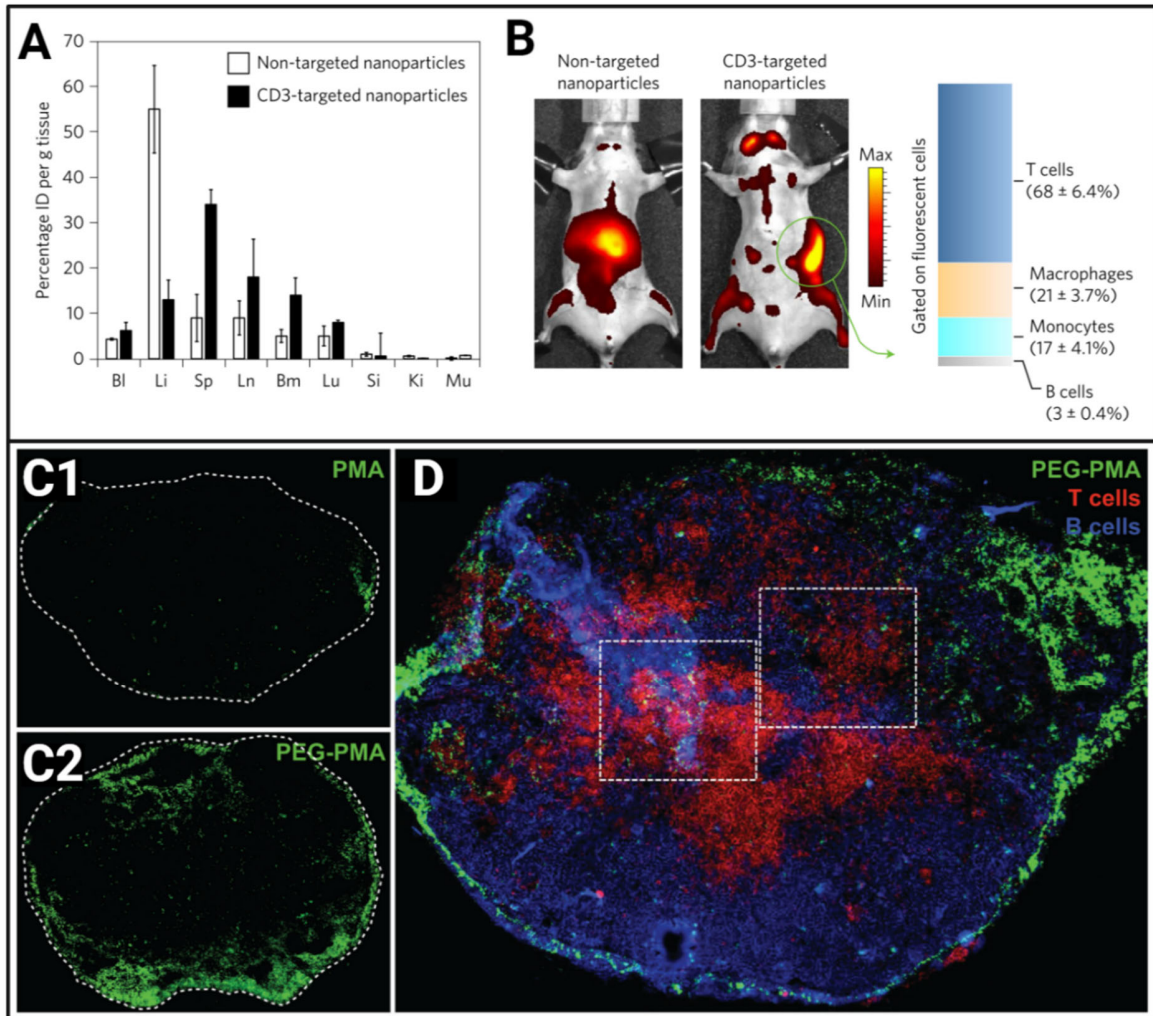 A
70
60
50
40
30
20
10
0
Percentage ID per g tissue
Non-targeted nanoparticles
CD3-targeted nanoparticles
Bl Li Sp Ln Bm Lu Si Ki Mu
B
Non-targeted
nanoparticles
CD3-targeted
nanoparticles
Max
Min
Gated on fluorescent cells
T cells
(68 ± 6.4%)
Macrophages
(21 ± 3.7%)
Monocytes
(17 ± 4.1%)
B cells
(3 ± 0.4%)
C1
PMA
C2
PEG-PMA
D
PEG-PMA
T cells
B cells